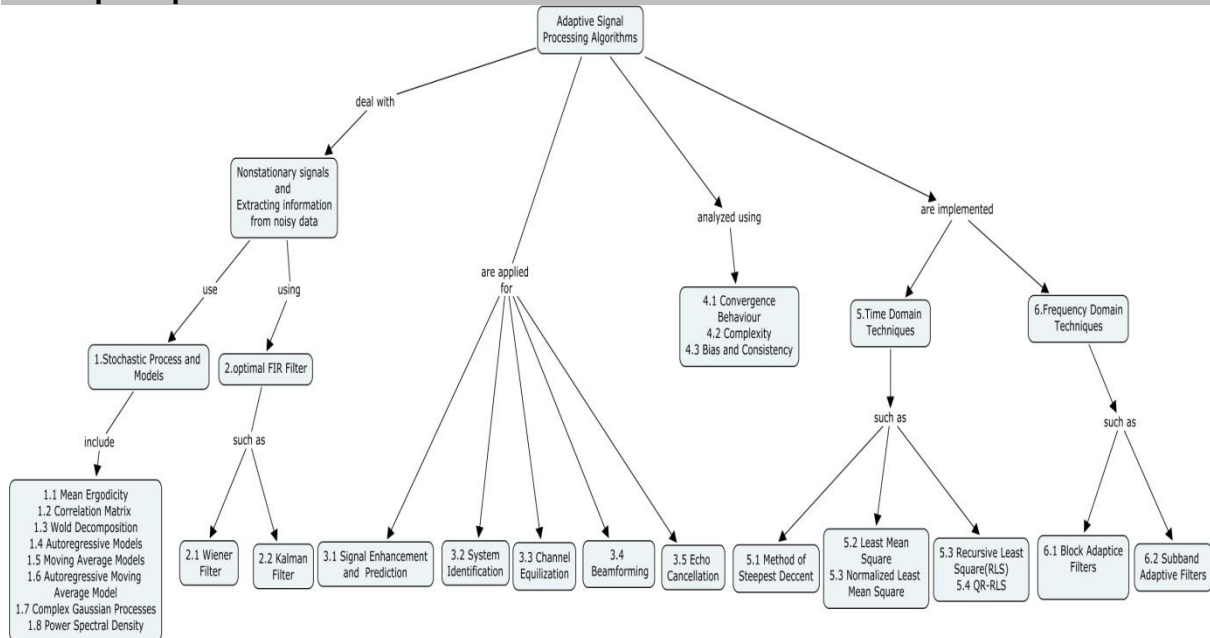 Adaptive Signal
Processing Algorithms
deal with
Nonstationary signals
and
Extracting information
from noisy data
analyzed using
are implemented
are applied
for
use
using
4.1 Convergence
Behaviour
4.2 Complexity
4.3 Bias and Consistency
5.Time Domain
Techniques
6.Frequency Domain
Techniques
1.Stochastic Process and
Models
2.optimal FIR Filter
include
such as
such as
such as
1.1 Mean Ergodicity
1.2 Correlation Matrix
1.3 Wold Decomposition
1.4 Autoregressive Models
1.5 Moving Average Models
1.6 Autoregressive Moving
Average Model
1.7 Complex Gaussian Processes
1.8 Power Spectral Density
2.1 Wiener
Filter
2.2 Kalman
Filter
3.1 Signal Enhancement
and Prediction
3.2 System
Identification
3.3 Channel
Equilization
3.4
Beamforming
3.5 Echo
Cancellation
5.1 Method of
Steepest Deccent
5.2 Least Mean
Square
5.3 Normalized Least
Mean Square
5.3 Recursive Least
Square(RLS)
5.4 QR-RLS
6.1 Block Adaptice
Filters
6.2 Subband
Adaptive Filters